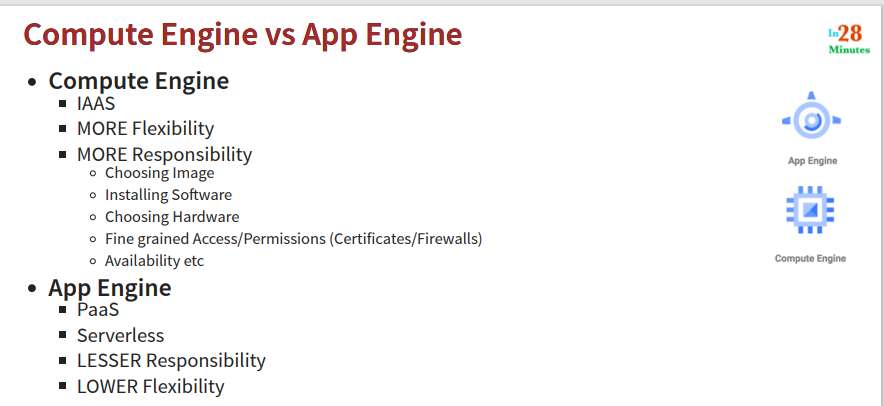 Compute Engine vs App Engine
In28
Minutes
Compute Engine
IAAS
MORE Flexibility
MORE Responsibility
Choosing Image
Installing Software
Choosing Hardware
Fine grained Access/Permissions (Certificates/Firewalls)
Availability etc
App Engine
PaaS
Serverless
LESSER Responsibility
LOWER Flexibility
App Engine
Compute Engine